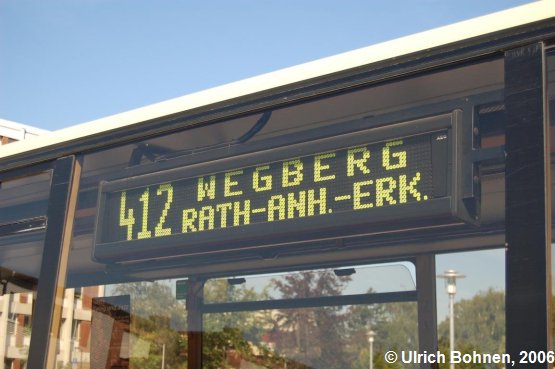 412 WEGBERG
RATH-ANH.-ERK.
© Ulrich Bohnen, 2006